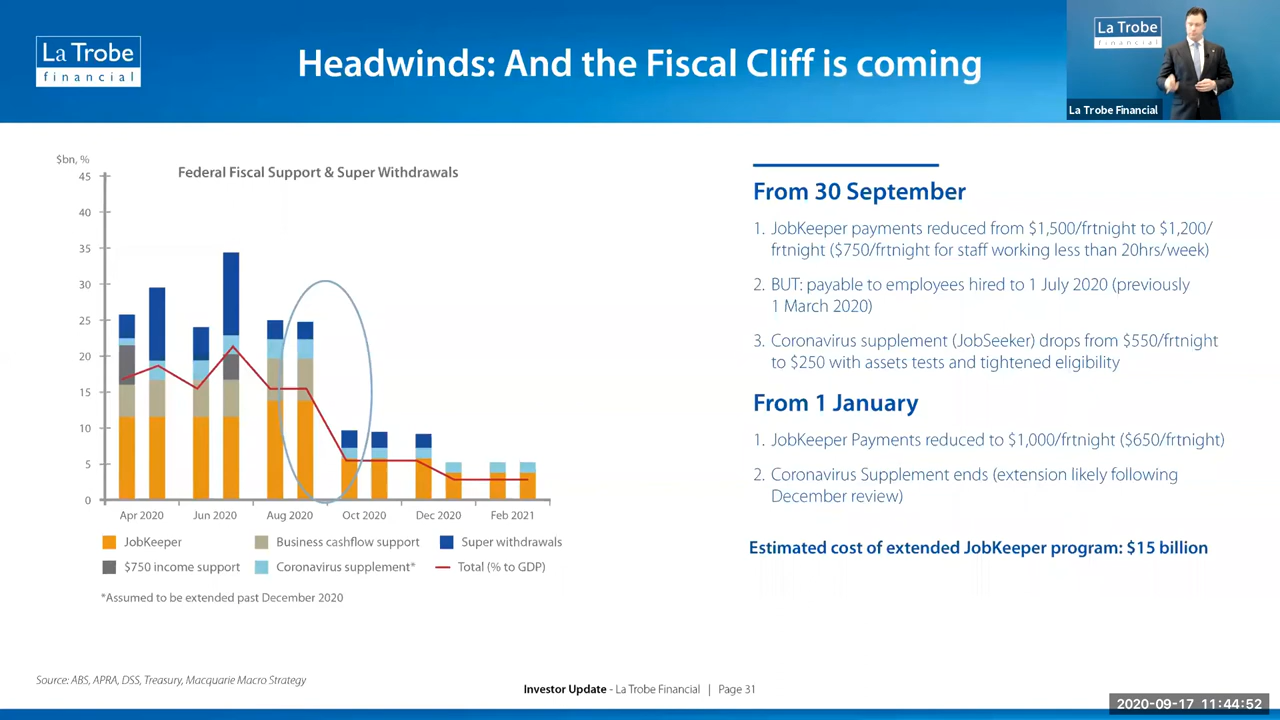 La Trobe
financial
Headwinds: And the Fiscal Cliff is coming
La Trobe
financial
La Trobe Financial
$bn, %
Federal Fiscal Support & Super Withdrawals
45
40
35
30
25
20
15
10
5
0
Apr 2020 Jun 2020 Aug 2020 Oct 2020 Dec 2020 Feb 2021
JobKeeper Business cashflow support Super withdrawals
$750 income support Coronavirus supplement* Total (% to GDP)
*Assumed to be extended past December 2020
From 30 September
1. JobKeeper payments reduced from $1,500/frtnight to $1,200/
frtnight ($750/frtnight for staff working less than 20hrs/week)
2. BUT: payable to employees hired to 1 July 2020 (previously
1 March 2020)
3. Coronavirus supplement (JobSeeker) drops from $550/frtnight
to $250 with assets tests and tightened eligibility
From 1 January
1. JobKeeper Payments reduced to $1,000/frtnight ($650/frtnight)
2. Coronavirus Supplement ends (extension likely following
December review)
Estimated cost of extended JobKeeper program: $15 billion
Source: ABS, APRA, DSS, Treasury, Macquarie Macro Strategy
Investor Update - La Trobe Financial | Page 31
2020-09-17 11:44:52